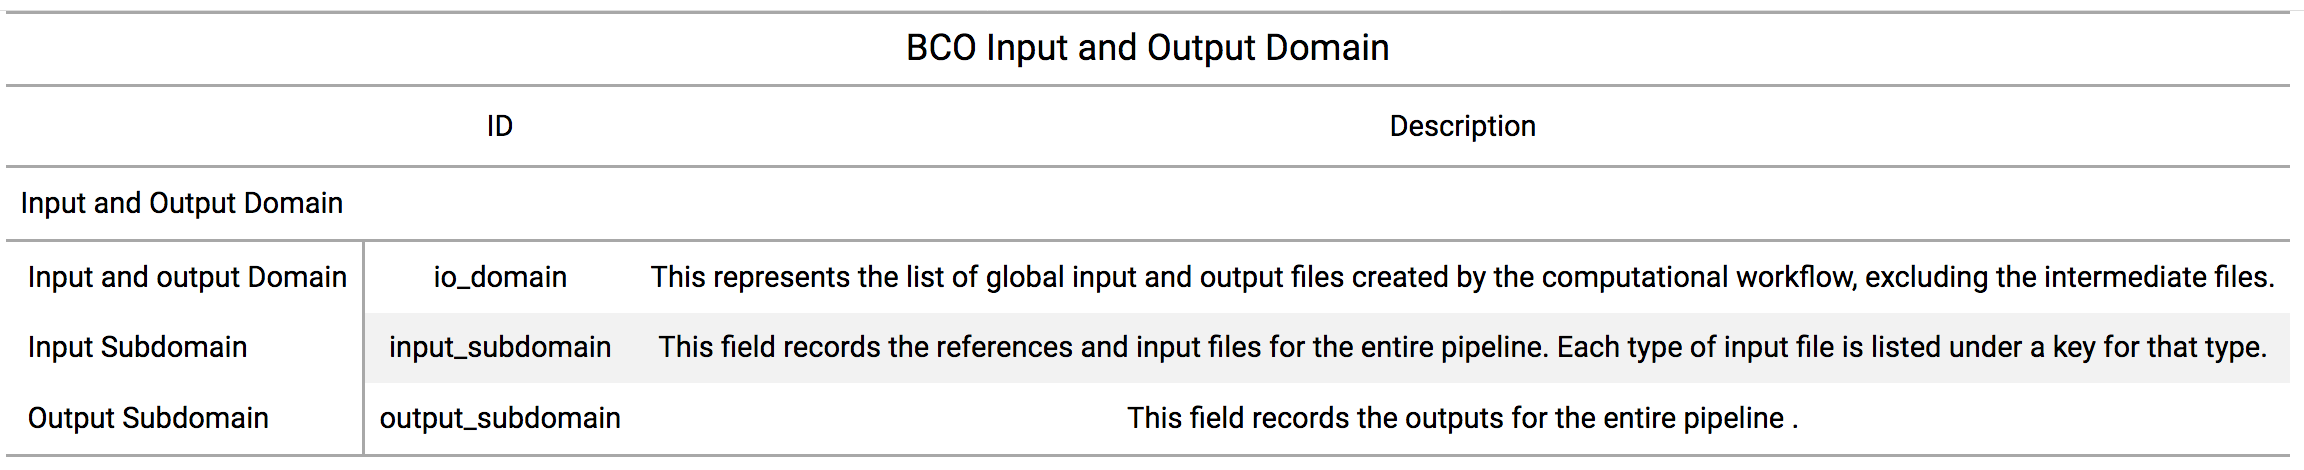 BCO Input and Output Domain
ID Description
Input and Output Domain
Input and output Domain io_domain This represents the list of global input and output files created by the computational workflow, excluding the intermediate files.
Input Subdomain input_subdomain This field records the references and input files for the entire pipeline. Each type of input file is listed under a key for that type.
Output Subdomain output_subdomain This field records the outputs for the entire pipeline .